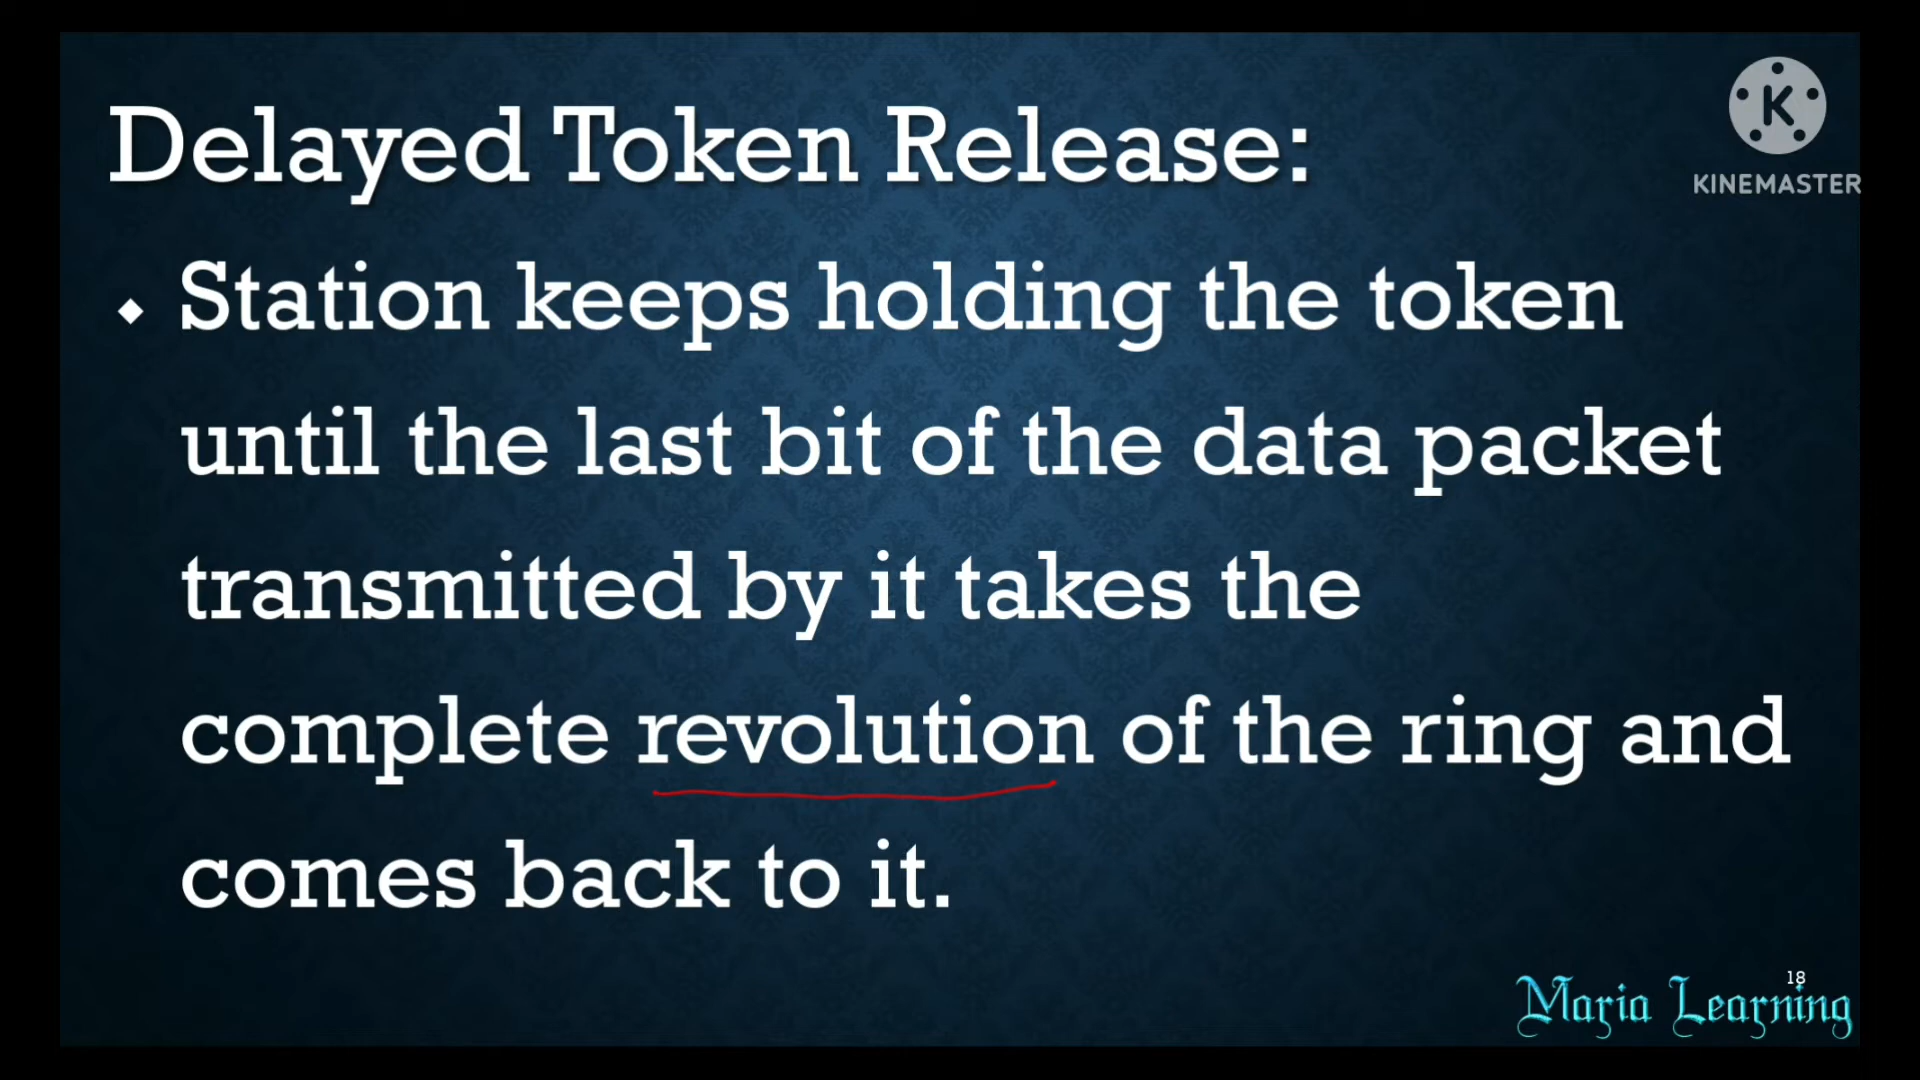 Delayed Token Release:
KINEMASTER
◆ Station keeps holding the token
until the last bit of the data packet
transmitted by it takes the
complete revolution of the ring and
comes back to it.
18
Maria Learning